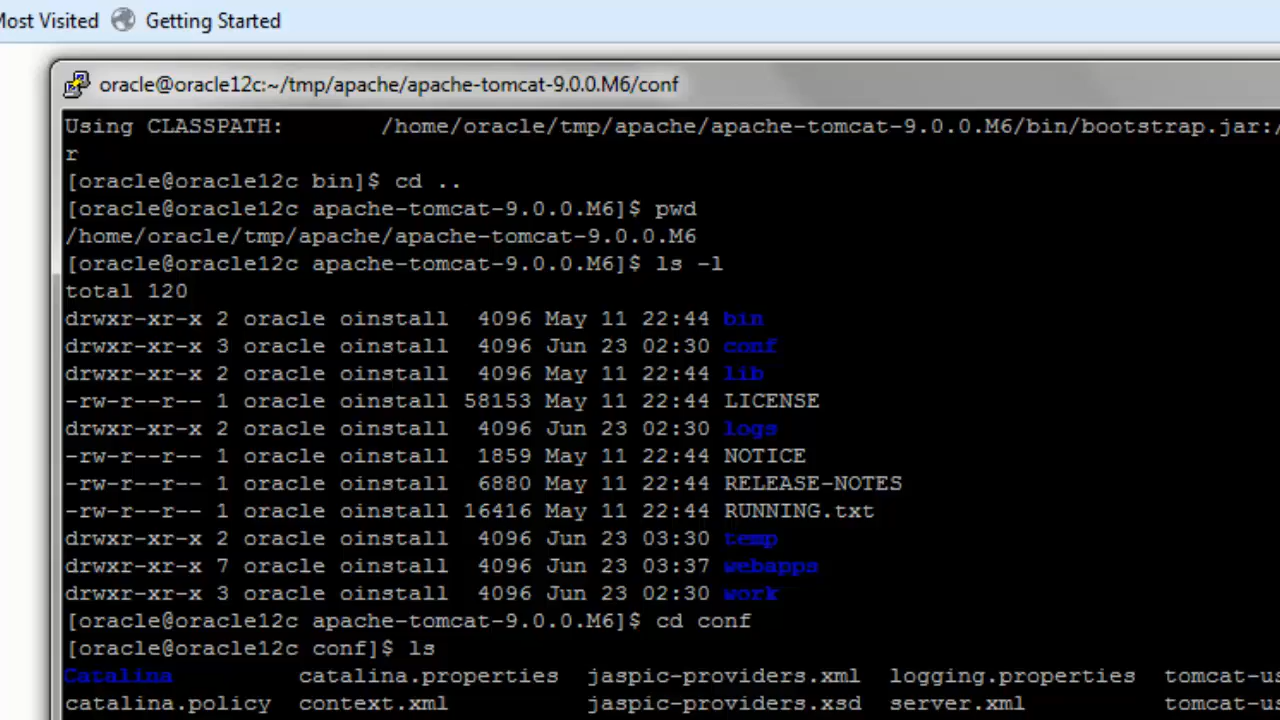 Most Visited Getting Started
oracle@oracle12c:~/tmp/apache/apache-tomcat-9.0.0.M6/conf
Using CLASSPATH:       /home/oracle/tmp/apache/apache-tomcat-9.0.0.M6/bin/bootstrap.jar:/
r
[oracle@oracle12c bin]$ cd ..
[oracle@oracle12c apache-tomcat-9.0.0.M6]$ pwd
/home/oracle/tmp/apache/apache-tomcat-9.0.0.M6
[oracle@oracle12c apache-tomcat-9.0.0.M6]$ ls -l
total 120
drwxr-xr-x 2 oracle oinstall  4096 May 11 22:44 bin
drwxr-xr-x 3 oracle oinstall  4096 Jun 23 02:30 conf
drwxr-xr-x 2 oracle oinstall  4096 May 11 22:44 lib
-rw-r--r-- 1 oracle oinstall 58153 May 11 22:44 LICENSE
drwxr-xr-x 2 oracle oinstall  4096 Jun 23 02:30 logs
-rw-r--r-- 1 oracle oinstall  1859 May 11 22:44 NOTICE
-rw-r--r-- 1 oracle oinstall  6880 May 11 22:44 RELEASE-NOTES
-rw-r--r-- 1 oracle oinstall 16416 May 11 22:44 RUNNING.txt
drwxr-xr-x 2 oracle oinstall  4096 Jun 23 03:30 temp
drwxr-xr-x 7 oracle oinstall  4096 Jun 23 03:37 webapps
drwxr-xr-x 3 oracle oinstall  4096 Jun 23 02:30 work
[oracle@oracle12c apache-tomcat-9.0.0.M6]$ cd conf
[oracle@oracle12c conf]$ ls
Catalina         catalina.properties  jaspic-providers.xml  logging.properties  tomcat-us
catalina.policy  context.xml          jaspic-providers.xsd  server.xml          tomcat-us